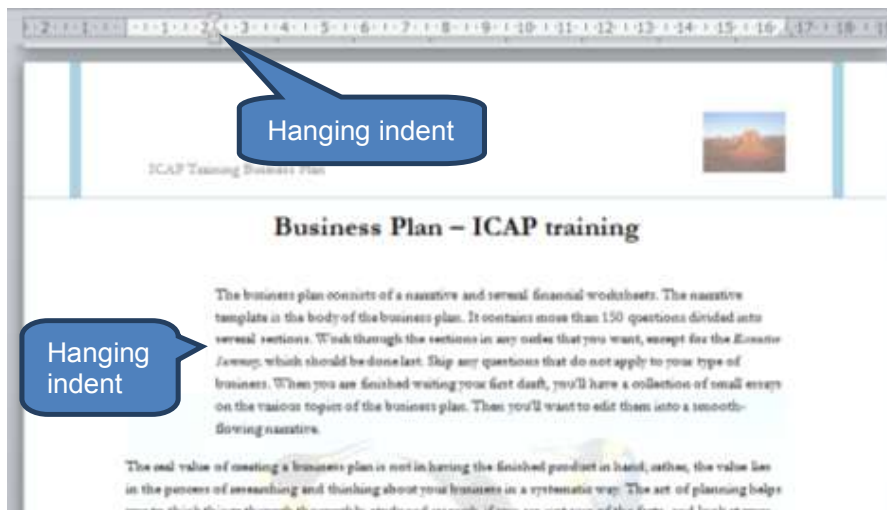 2 1 1 2 3 4 5 6 7 8 9 10 11 12 13 14 15 16 17 18
Hanging indent
ICAP Training Business Plan
Business Plan – ICAP training
The business plan consists of a narrative and several financial worksheets. The narrative
template is the body of the business plan. It contains more than 150 questions divided into
several sections. Work through the sections in any order that you want, except for the Executive
Summary, which should be done last. Skip any questions that do not apply to your type of
business. When you are finished writing your first draft, you'll have a collection of small essays
on the various topics of the business plan. Then you'll want to edit them into a smooth-
flowing narrative.
Hanging
indent
The real value of creating a business plan is not in having the finished product in hand; rather, the value lies
in the process of researching and thinking about your business in a systematic way. The act of planning helps